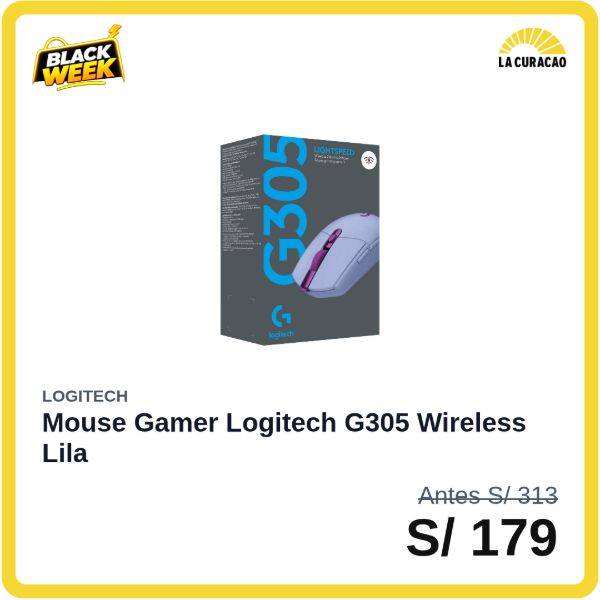 BLACK
WEEK
LA CURACAO
G305
LIGHTSPEED
logitech
LOGITECH
Mouse Gamer Logitech G305 Wireless
Lila
Antes S/ 313
S/ 179